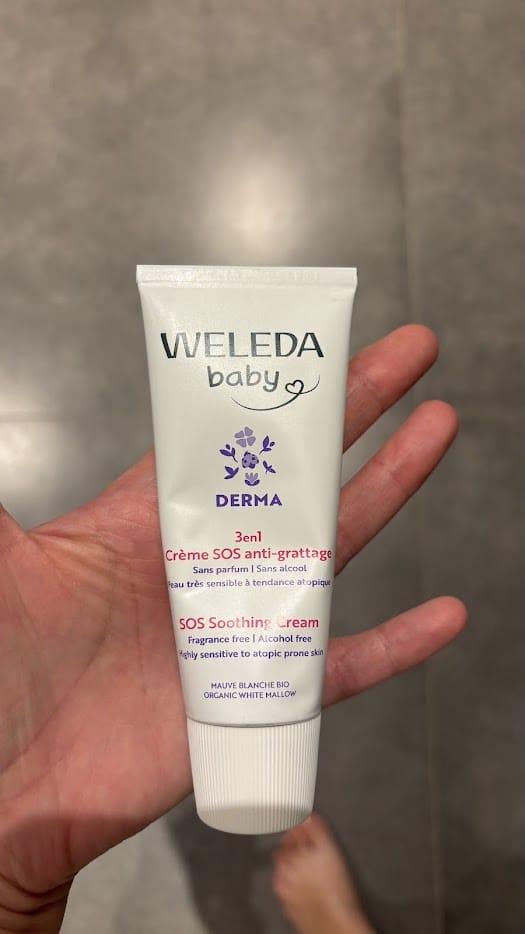 WELEDA
baby
DERMA
3en1
Crème SOS anti-grattage
Sans parfum | Sans alcool
Peau très sensible à tendance atopique
SOS Soothing Cream
Fragrance free | Alcohol free
Highly sensitive to atopic prone skin
MAUVE BLANCHE BIO
ORGANIC WHITE MALLOW